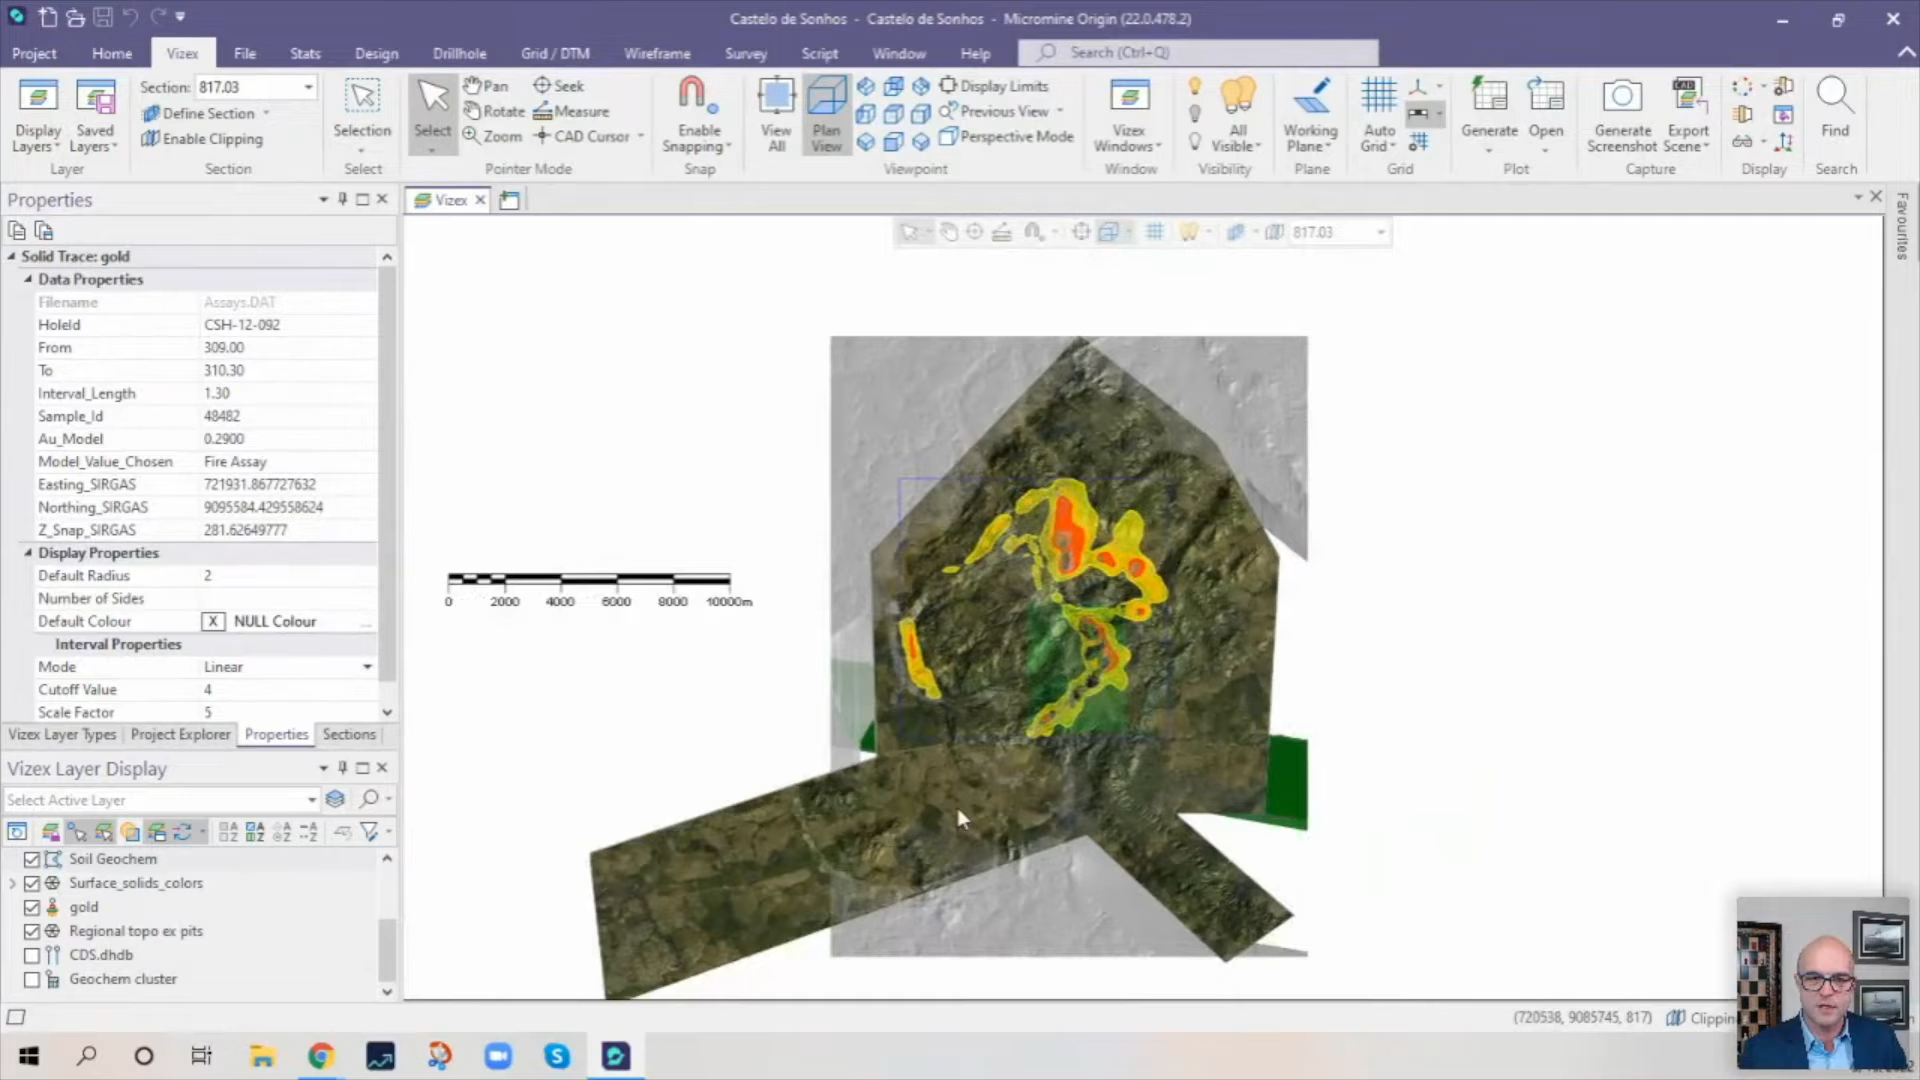 Castelo de Sonhos - Castelo de Sonhos - Micromine Origin (22.0.478.2)
Project Home Vizex File Stats Design Drillhole Grid / DTM Wireframe Survey Script Window Help Search (Ctrl+Q)
Display Layers
Saved Layers
Layer
Section: 817.03
Define Section
Enable Clipping
Section
Selection
Select
Select
Pan
Rotate
Zoom
Seek
Measure
CAD Cursor
Pointer Mode
Enable Snapping
Snap
View All
Plan View
Display Limits
Previous View
Perspective Mode
Viewpoint
Vizex Windows
Window
All Visible
Visibility
Working Plane
Plane
Auto Grid
Grid
Generate
Open
Plot
Generate Screenshot
Export Scene
Capture
Display
Find
Search
Properties
Vizex
Favourites
817.03
Solid Trace: gold
Data Properties
Filename Assays.DAT
HoleId CSH-12-092
From 309.00
To 310.30
Interval_Length 1.30
Sample_Id 48482
Au_Model 0.2900
Model_Value_Chosen Fire Assay
Easting_SIRGAS 721931.867727632
Northing_SIRGAS 9095584.429558624
Z_Snap_SIRGAS 281.62649777
Display Properties
Default Radius 2
Number of Sides
Default Colour X NULL Colour
Interval Properties
Mode Linear
Cutoff Value 4
Scale Factor 5
Vizex Layer Types Project Explorer Properties Sections
Vizex Layer Display
Select Active Layer
Soil Geochem
Surface_solids_colors
gold
Regional topo ex pits
CDS.dhdb
Geochem cluster
0 2000 4000 6000 8000 10000m
(720538, 9085745, 817) Clippin